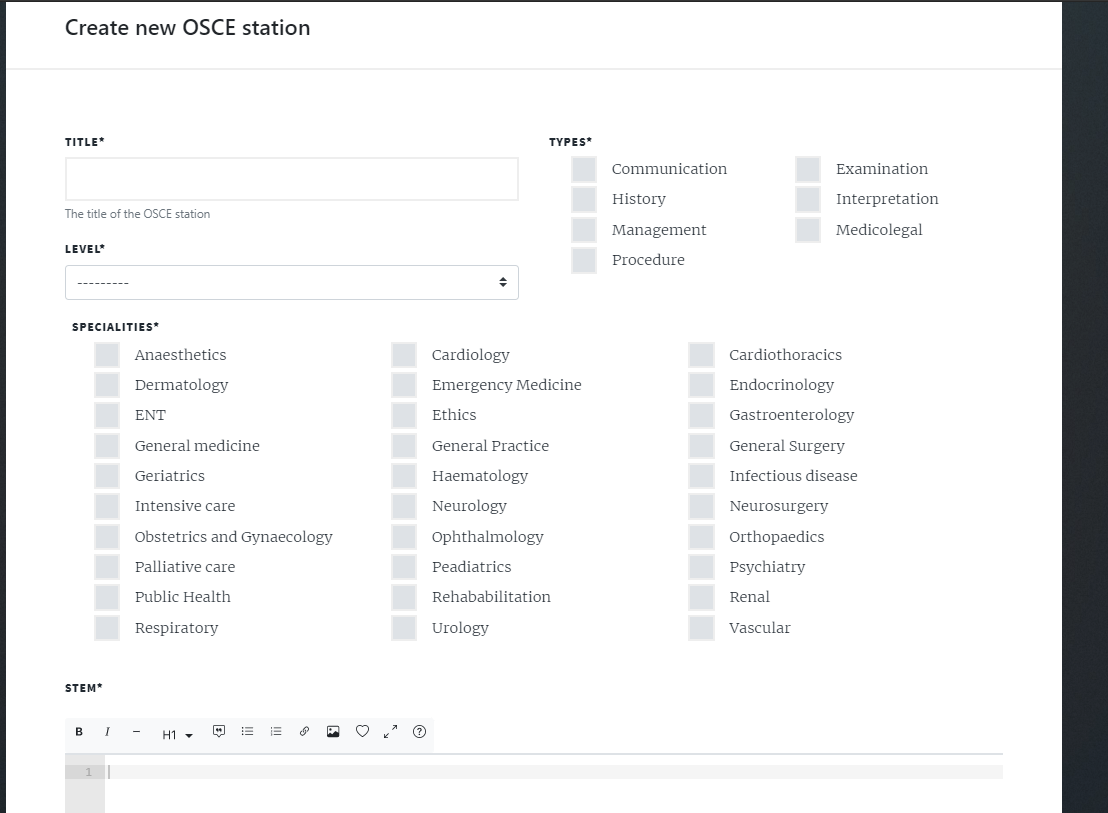 Create new OSCE station
TITLE*
The title of the OSCE station
LEVEL*
---------
TYPES*
Communication
Examination
History
Interpretation
Management
Medicolegal
Procedure
SPECIALITIES*
Anaesthetics
Cardiology
Cardiothoracics
Dermatology
Emergency Medicine
Endocrinology
ENT
Ethics
Gastroenterology
General medicine
General Practice
General Surgery
Geriatrics
Haematology
Infectious disease
Intensive care
Neurology
Neurosurgery
Obstetrics and Gynaecology
Ophthalmology
Orthopaedics
Palliative care
Peadiatrics
Psychiatry
Public Health
Rehababilitation
Renal
Respiratory
Urology
Vascular
STEM*
B I – H1
1